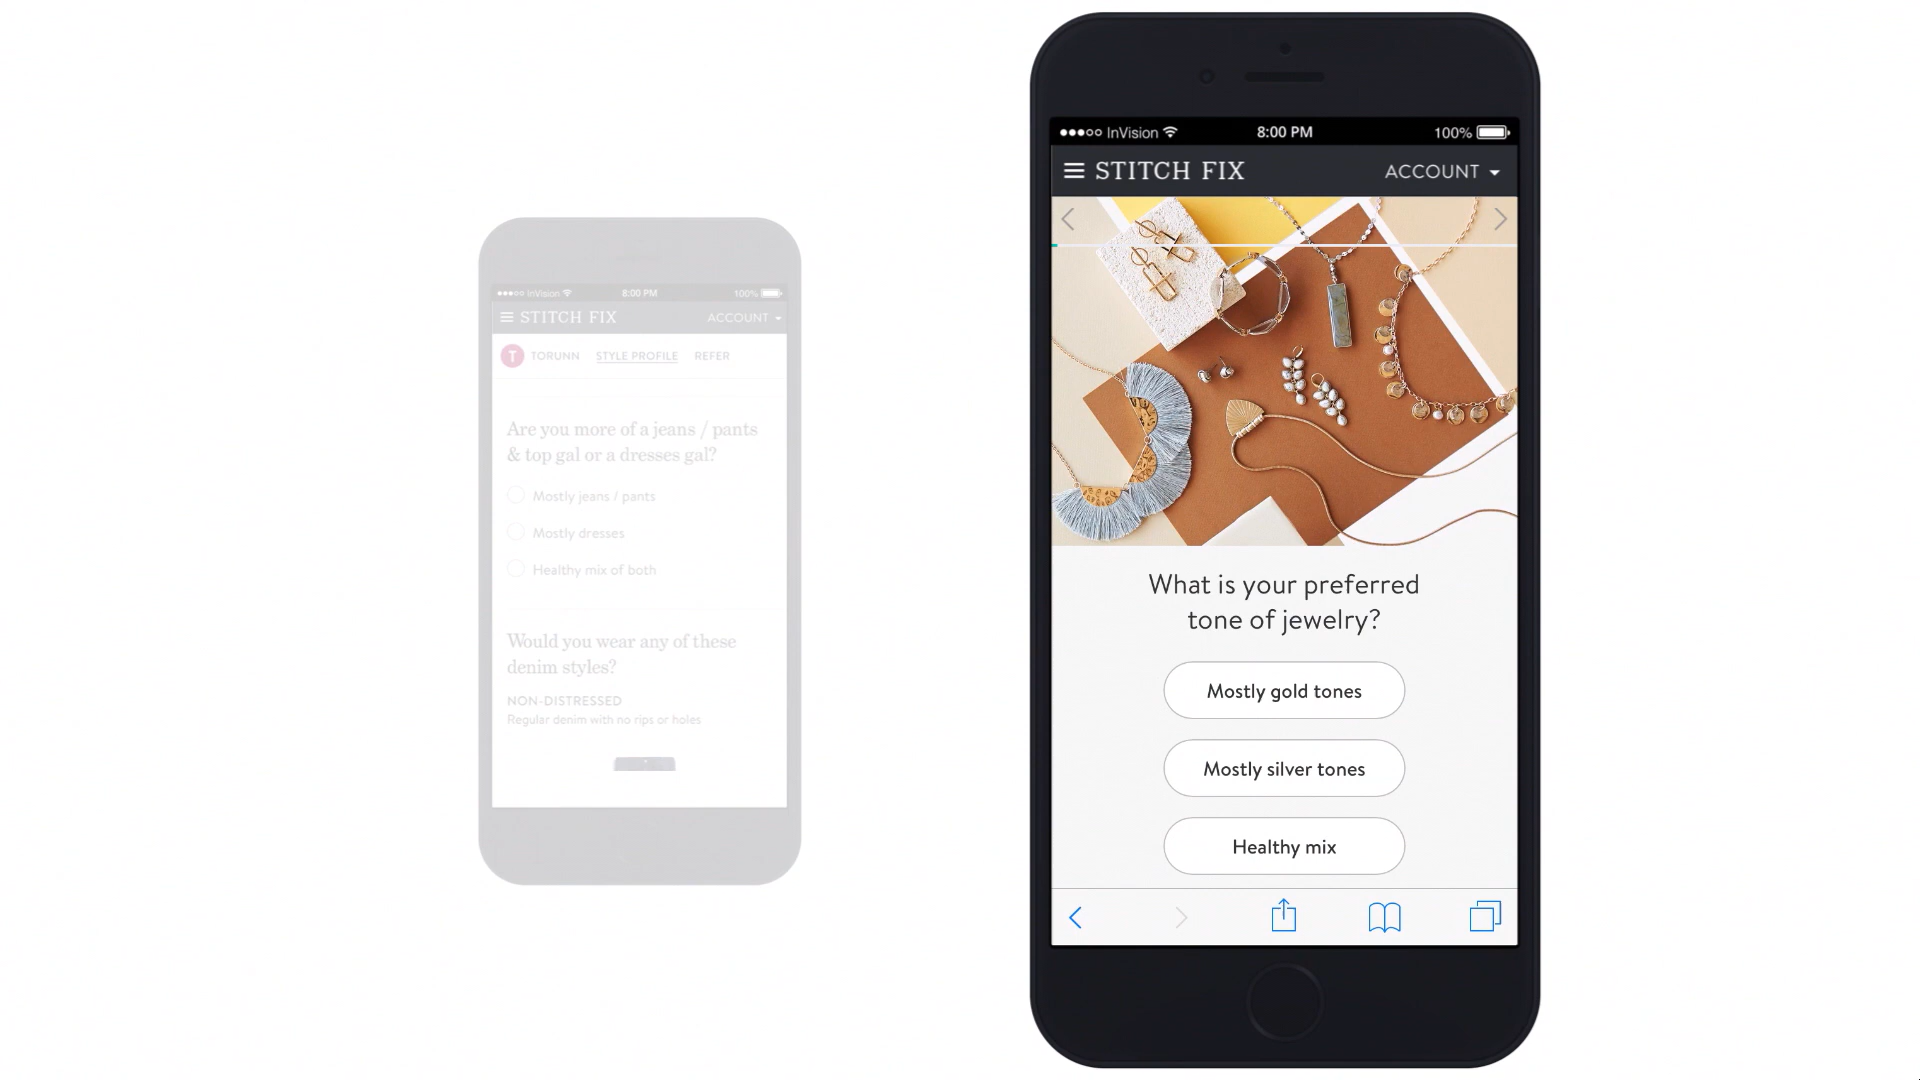 InVision 8:00 PM 100%
STITCH FIX ACCOUNT
T TORUNN STYLE PROFILE REFER
Are you more of a jeans / pants
& top gal or a dresses gal?
Mostly jeans / pants
Mostly dresses
Healthy mix of both
Would you wear any of these
denim styles?
NON-DISTRESSED
Regular denim with no rips or holes
InVision 8:00 PM 100%
STITCH FIX ACCOUNT
What is your preferred
tone of jewelry?
Mostly gold tones
Mostly silver tones
Healthy mix